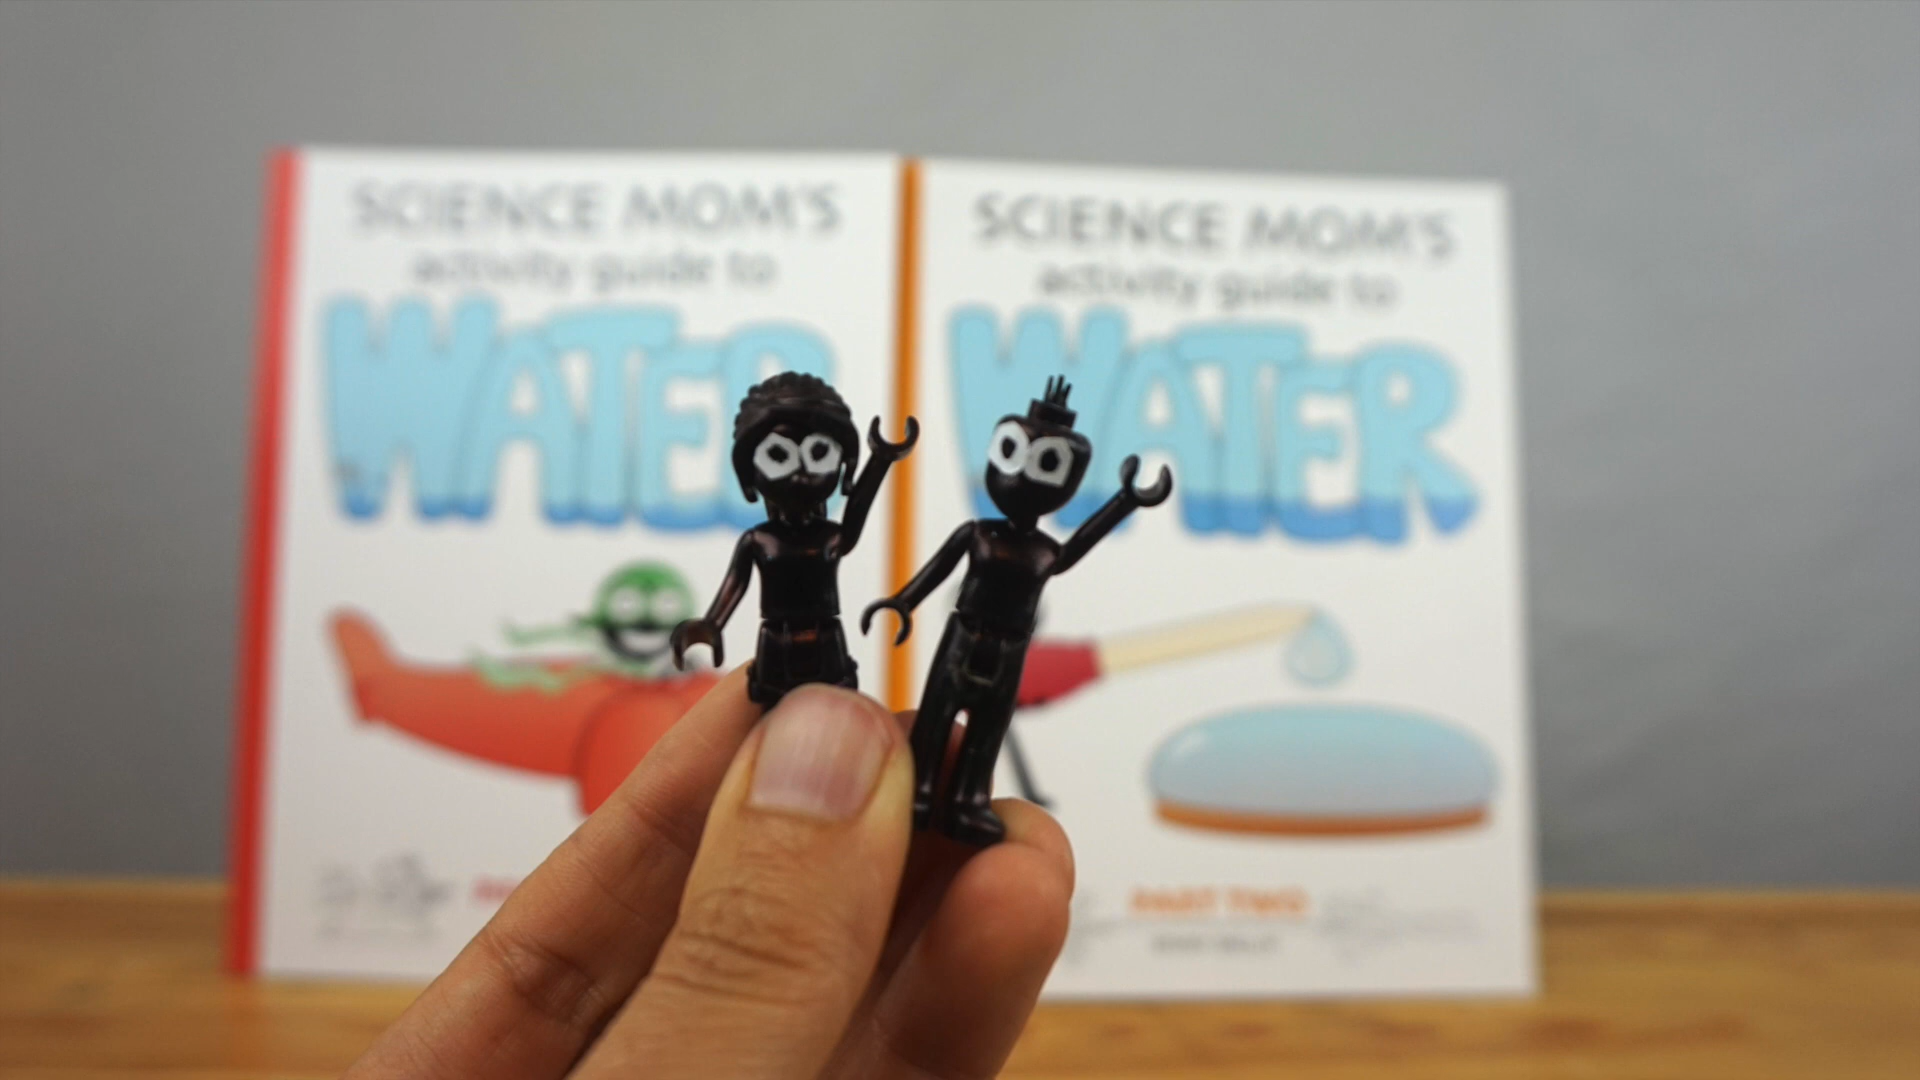 SCIENCE MOM'S
activity guide to
WATER
SCIENCE MOM'S
activity guide to
WATER
PART TWO